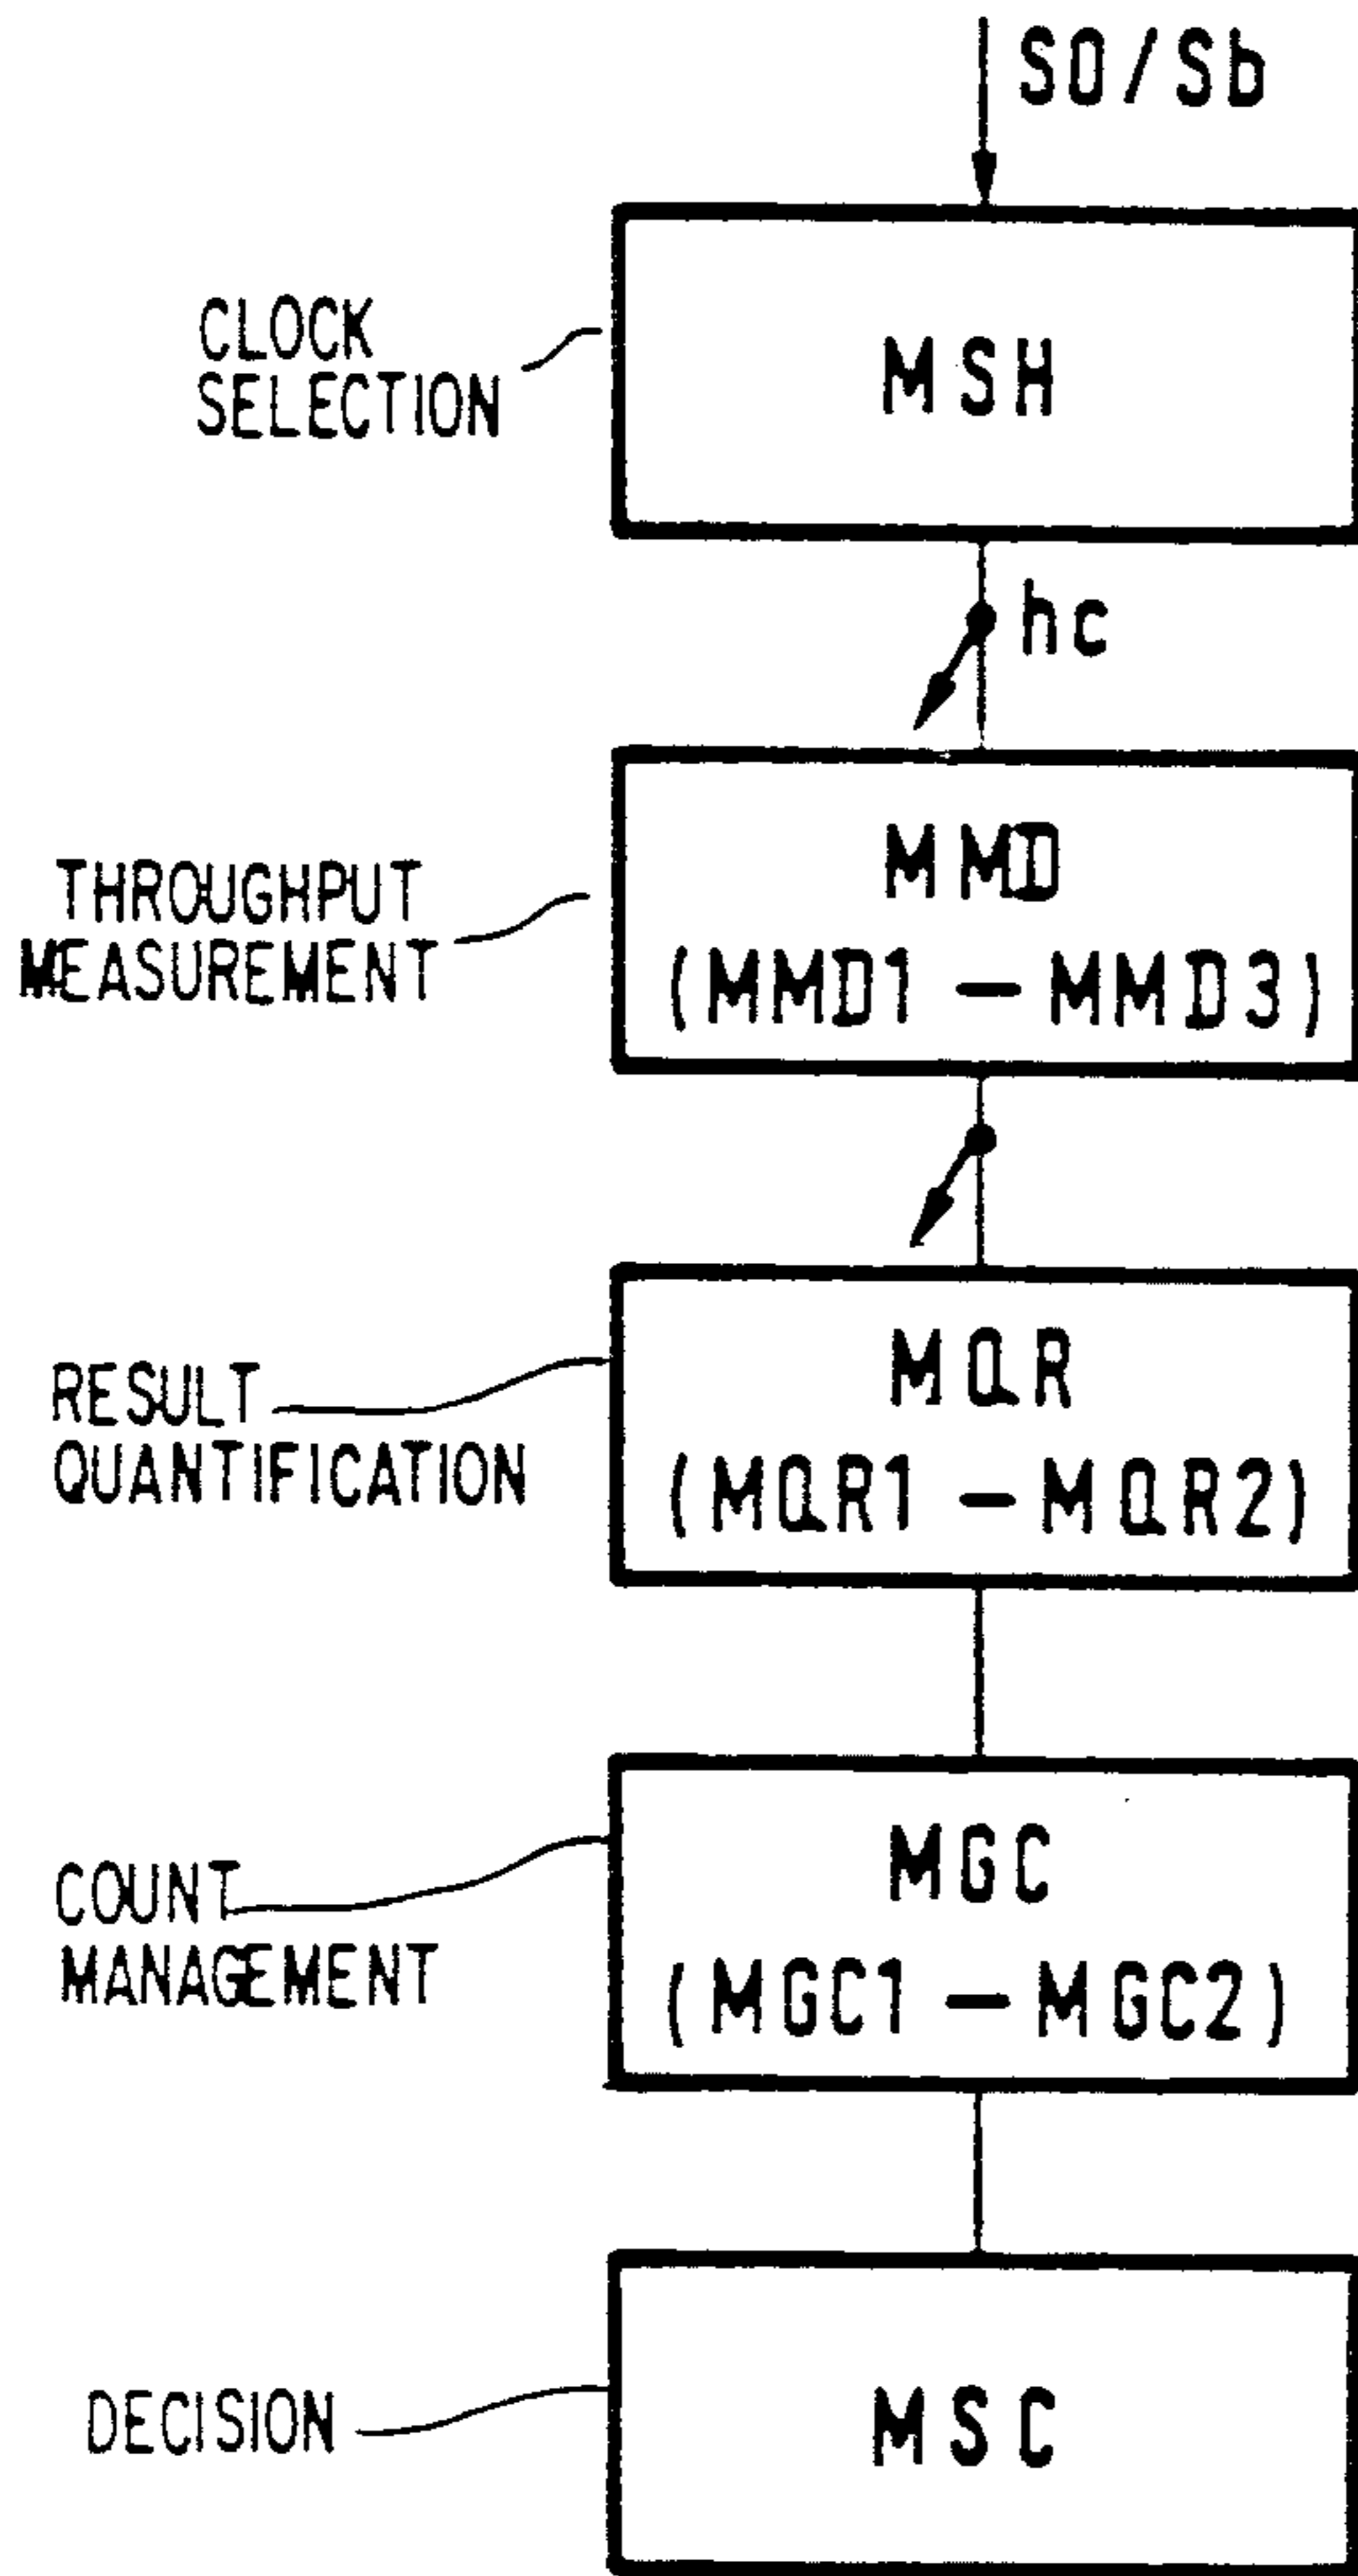 S0/Sb
CLOCK
SELECTION
MSH
hc
THROUGHPUT
MEASUREMENT
MMD
(MMD1 — MMD3)
RESULT
QUANTIFICATION
MQR
(MQR1 — MQR2)
COUNT
MANAGEMENT
MGC
(MGC1 — MGC2)
DECISION
MSC